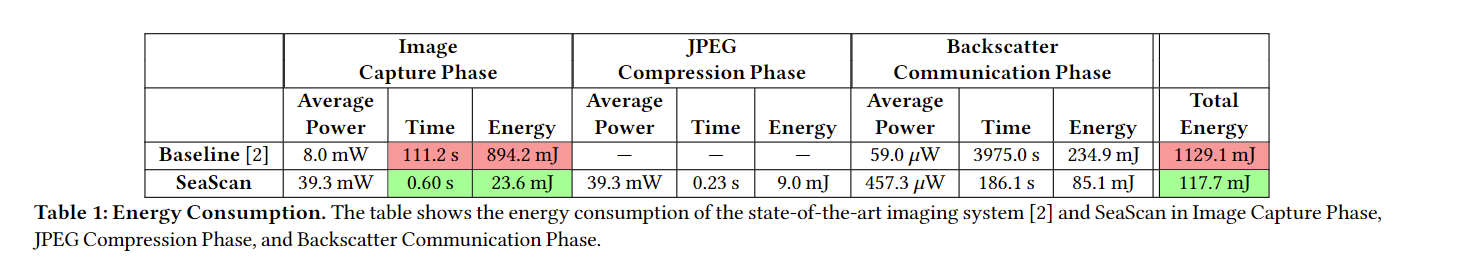 Image JPEG Backscatter
Capture Phase Compression Phase Communication Phase
Average Average Average Total
Power Time Energy Power Time Energy Power Time Energy Energy
Baseline [2] 8.0 mW 111.2 s 894.2 mJ — — — 59.0 μW 3975.0 s 234.9 mJ 1129.1 mJ
SeaScan 39.3 mW 0.60 s 23.6 mJ 39.3 mW 0.23 s 9.0 mJ 457.3 μW 186.1 s 85.1 mJ 117.7 mJ
Table 1: Energy Consumption. The table shows the energy consumption of the state-of-the-art imaging system [2] and SeaScan in Image Capture Phase,
JPEG Compression Phase, and Backscatter Communication Phase.